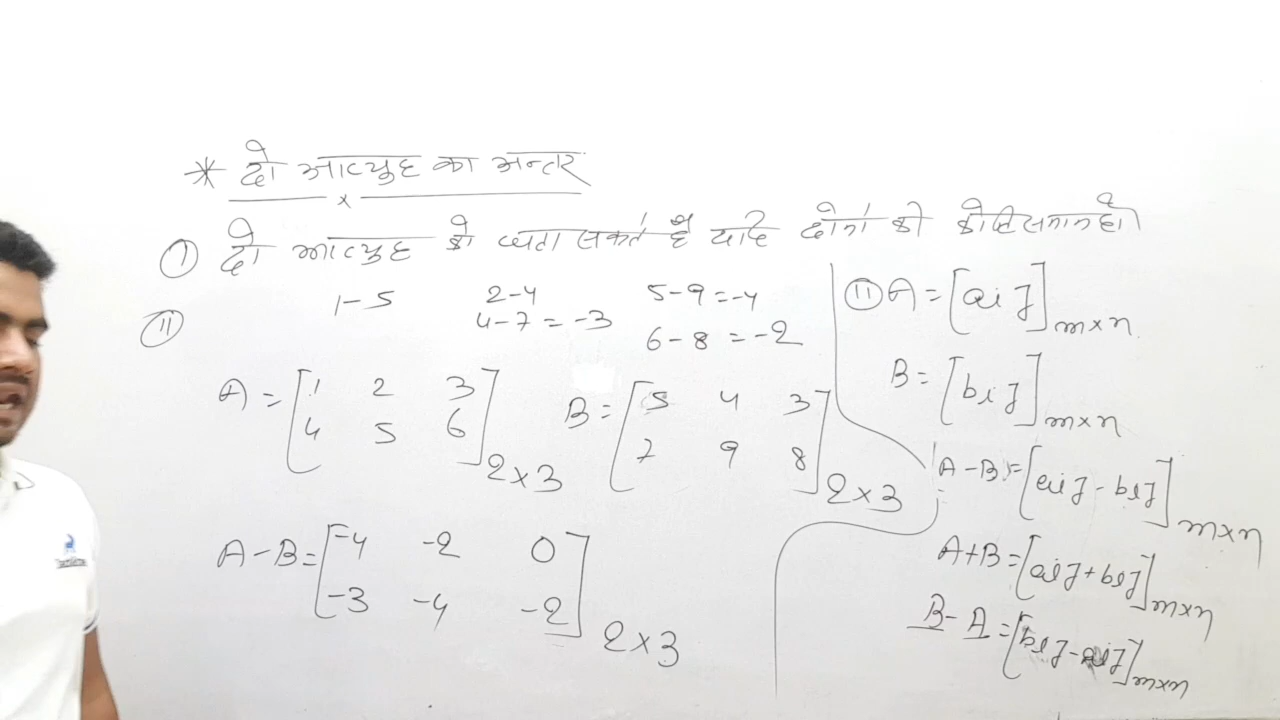 * दो आव्यूह का अन्तर
① दो आव्यूह को घटा सकते है यदि दोनों की कोटि समान हो।
⑪ 1-5 2-4 5-9=-4
4-7=-3 6-8=-2
A=[1 2 3
4 5 6]2×3
B=[5 4 3
7 9 8]2×3
A-B=[-4 -2 0
-3 -4 -2]2×3
⑪ A=[aij]m×n
B=[bij]m×n
A-B=[aij-bij]m×n
A+B=[aij+bij]m×n
B-A=[bij-aij]m×n